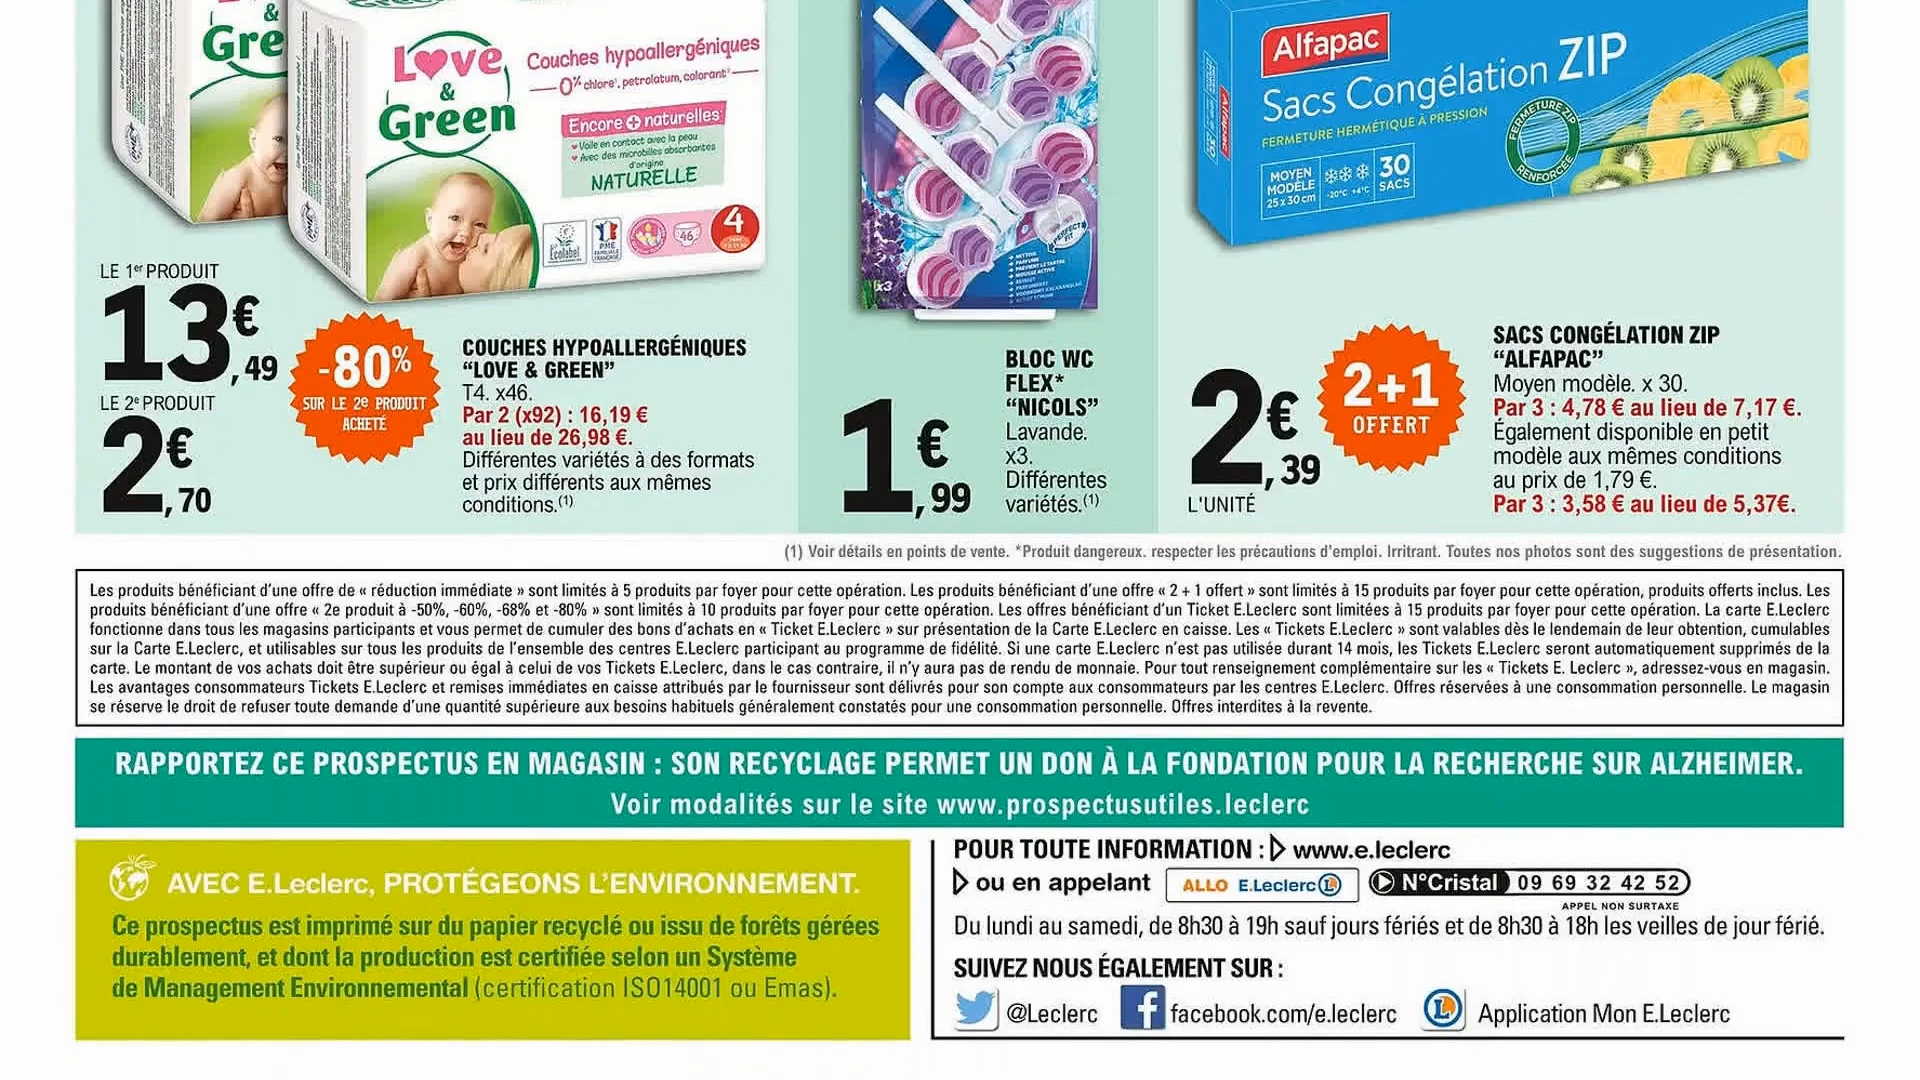 &
Gre
Love
&
Green
Couches hypoallergéniques
0% chlore, petrolatum, colorant
Encore + naturelles
Voile en contact avec la peau
Avec des microbilles absorbantes
d'origine
NATURELLE
Ecolabel
PME
46
4
x3
PERFECT
FIT
Alfapac
Sacs Congélation ZIP
FERMETURE HERMÉTIQUE À PRESSION
FERMETURE ZIP
RENFORCÉE
MOYEN
MODÈLE
25 x 30 cm
-20°C +4°C
30
SACS
Alfapac
LE 1er PRODUIT
13€,49
LE 2e PRODUIT
2€,70
-80%
SUR LE 2e PRODUIT
ACHETÉ
COUCHES HYPOALLERGÉNIQUES
“LOVE & GREEN”
T4. x46.
Par 2 (x92) : 16,19 €
au lieu de 26,98 €.
Différentes variétés à des formats
et prix différents aux mêmes
conditions.(1)
1€,99
BLOC WC
FLEX*
“NICOLS”
Lavande.
x3.
Différentes
variétés.(1)
2€,39
L'UNITÉ
2+1
OFFERT
SACS CONGÉLATION ZIP
“ALFAPAC”
Moyen modèle. x 30.
Par 3 : 4,78 € au lieu de 7,17 €.
Également disponible en petit
modèle aux mêmes conditions
au prix de 1,79 €.
Par 3 : 3,58 € au lieu de 5,37€.
(1) Voir détails en points de vente. *Produit dangereux. respecter les précautions d'emploi. Irritrant. Toutes nos photos sont des suggestions de présentation.
Les produits bénéficiant d'une offre de « réduction immédiate » sont limités à 5 produits par foyer pour cette opération. Les produits bénéficiant d'une offre « 2 + 1 offert » sont limités à 15 produits par foyer pour cette opération, produits offerts inclus. Les
produits bénéficiant d'une offre « 2e produit à -50%, -60%, -68% et -80% » sont limités à 10 produits par foyer pour cette opération. Les offres bénéficiant d'un Ticket E.Leclerc sont limitées à 15 produits par foyer pour cette opération. La carte E.Leclerc
fonctionne dans tous les magasins participants et vous permet de cumuler des bons d'achats en « Ticket E.Leclerc » sur présentation de la Carte E.Leclerc en caisse. Les « Tickets E.Leclerc » sont valables dès le lendemain de leur obtention, cumulables
sur la Carte E.Leclerc, et utilisables sur tous les produits de l'ensemble des centres E.Leclerc participant au programme de fidélité. Si une carte E.Leclerc n'est pas utilisée durant 14 mois, les Tickets E.Leclerc seront automatiquement supprimés de la
carte. Le montant de vos achats doit être supérieur ou égal à celui de vos Tickets E.Leclerc, dans le cas contraire, il n'y aura pas de rendu de monnaie. Pour tout renseignement complémentaire sur les « Tickets E. Leclerc », adressez-vous en magasin.
Les avantages consommateurs Tickets E.Leclerc et remises immédiates en caisse attribués par le fournisseur sont délivrés pour son compte aux consommateurs par les centres E.Leclerc. Offres réservées à une consommation personnelle. Le magasin
se réserve le droit de refuser toute demande d'une quantité supérieure aux besoins habituels généralement constatés pour une consommation personnelle. Offres interdites à la revente.
RAPPORTEZ CE PROSPECTUS EN MAGASIN : SON RECYCLAGE PERMET UN DON À LA FONDATION POUR LA RECHERCHE SUR ALZHEIMER.
Voir modalités sur le site www.prospectusutiles.leclerc
AVEC E.Leclerc, PROTÉGEONS L'ENVIRONNEMENT.
Ce prospectus est imprimé sur du papier recyclé ou issu de forêts gérées
durablement, et dont la production est certifiée selon un Système
de Management Environnemental (certification ISO14001 ou Emas).
POUR TOUTE INFORMATION : www.e.leclerc
ou en appelant ALLO E.Leclerc N°Cristal 09 69 32 42 52
APPEL NON SURTAXE
Du lundi au samedi, de 8h30 à 19h sauf jours fériés et de 8h30 à 18h les veilles de jour férié.
SUIVEZ NOUS ÉGALEMENT SUR :
@Leclerc facebook.com/e.leclerc Application Mon E.Leclerc